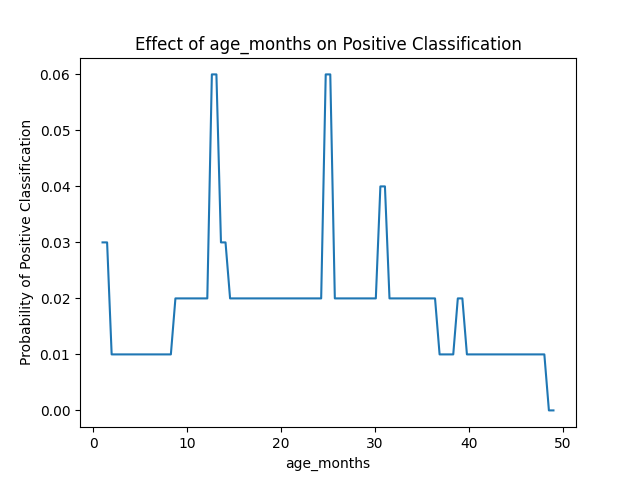 Effect of age_months on Positive Classification
Probability of Positive Classification
0.06
0.05
0.04
0.03
0.02
0.01
0.00
0 10 20 30 40 50
age_months